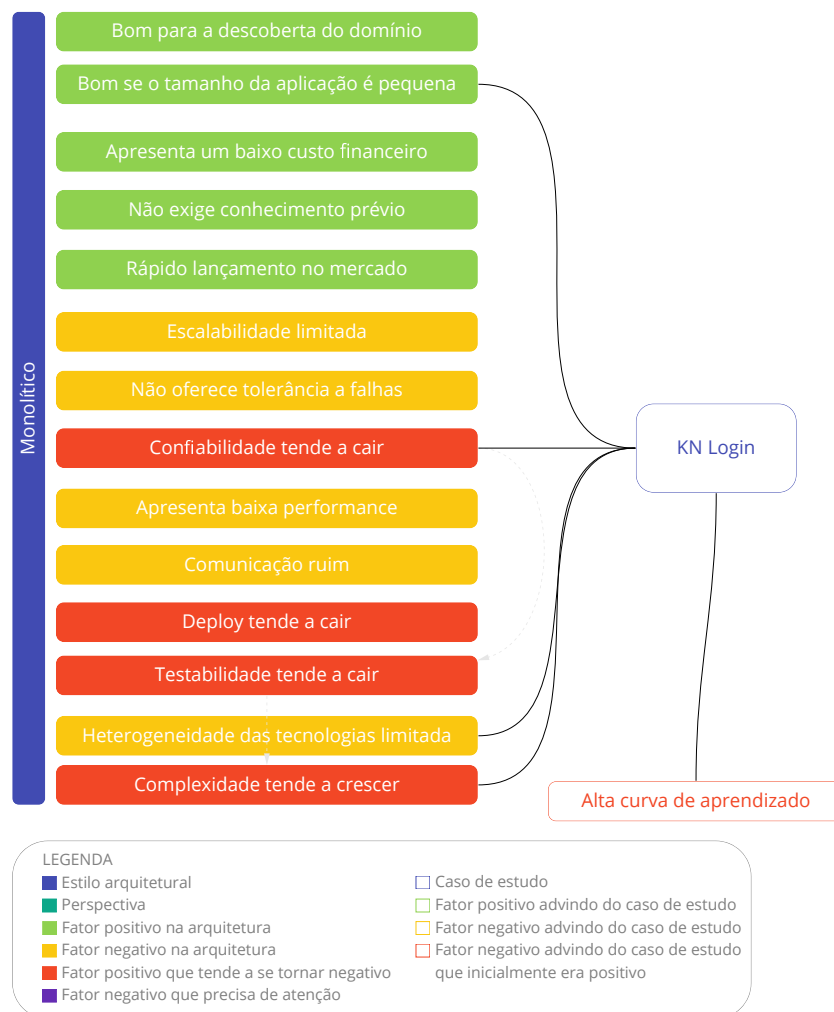 Monolítico
Bom para a descoberta do domínio
Bom se o tamanho da aplicação é pequena
Apresenta um baixo custo financeiro
Não exige conhecimento prévio
Rápido lançamento no mercado
Escalabilidade limitada
Não oferece tolerância a falhas
Confiabilidade tende a cair
Apresenta baixa performance
Comunicação ruim
Deploy tende a cair
Testabilidade tende a cair
Heterogeneidade das tecnologias limitada
Complexidade tende a crescer
KN Login
Alta curva de aprendizado
LEGENDA
Estilo arquitetural
Perspectiva
Fator positivo na arquitetura
Fator negativo na arquitetura
Fator positivo que tende a se tornar negativo
Fator negativo que precisa de atenção
Caso de estudo
Fator positivo advindo do caso de estudo
Fator negativo advindo do caso de estudo
Fator negativo advindo do caso de estudo
que inicialmente era positivo